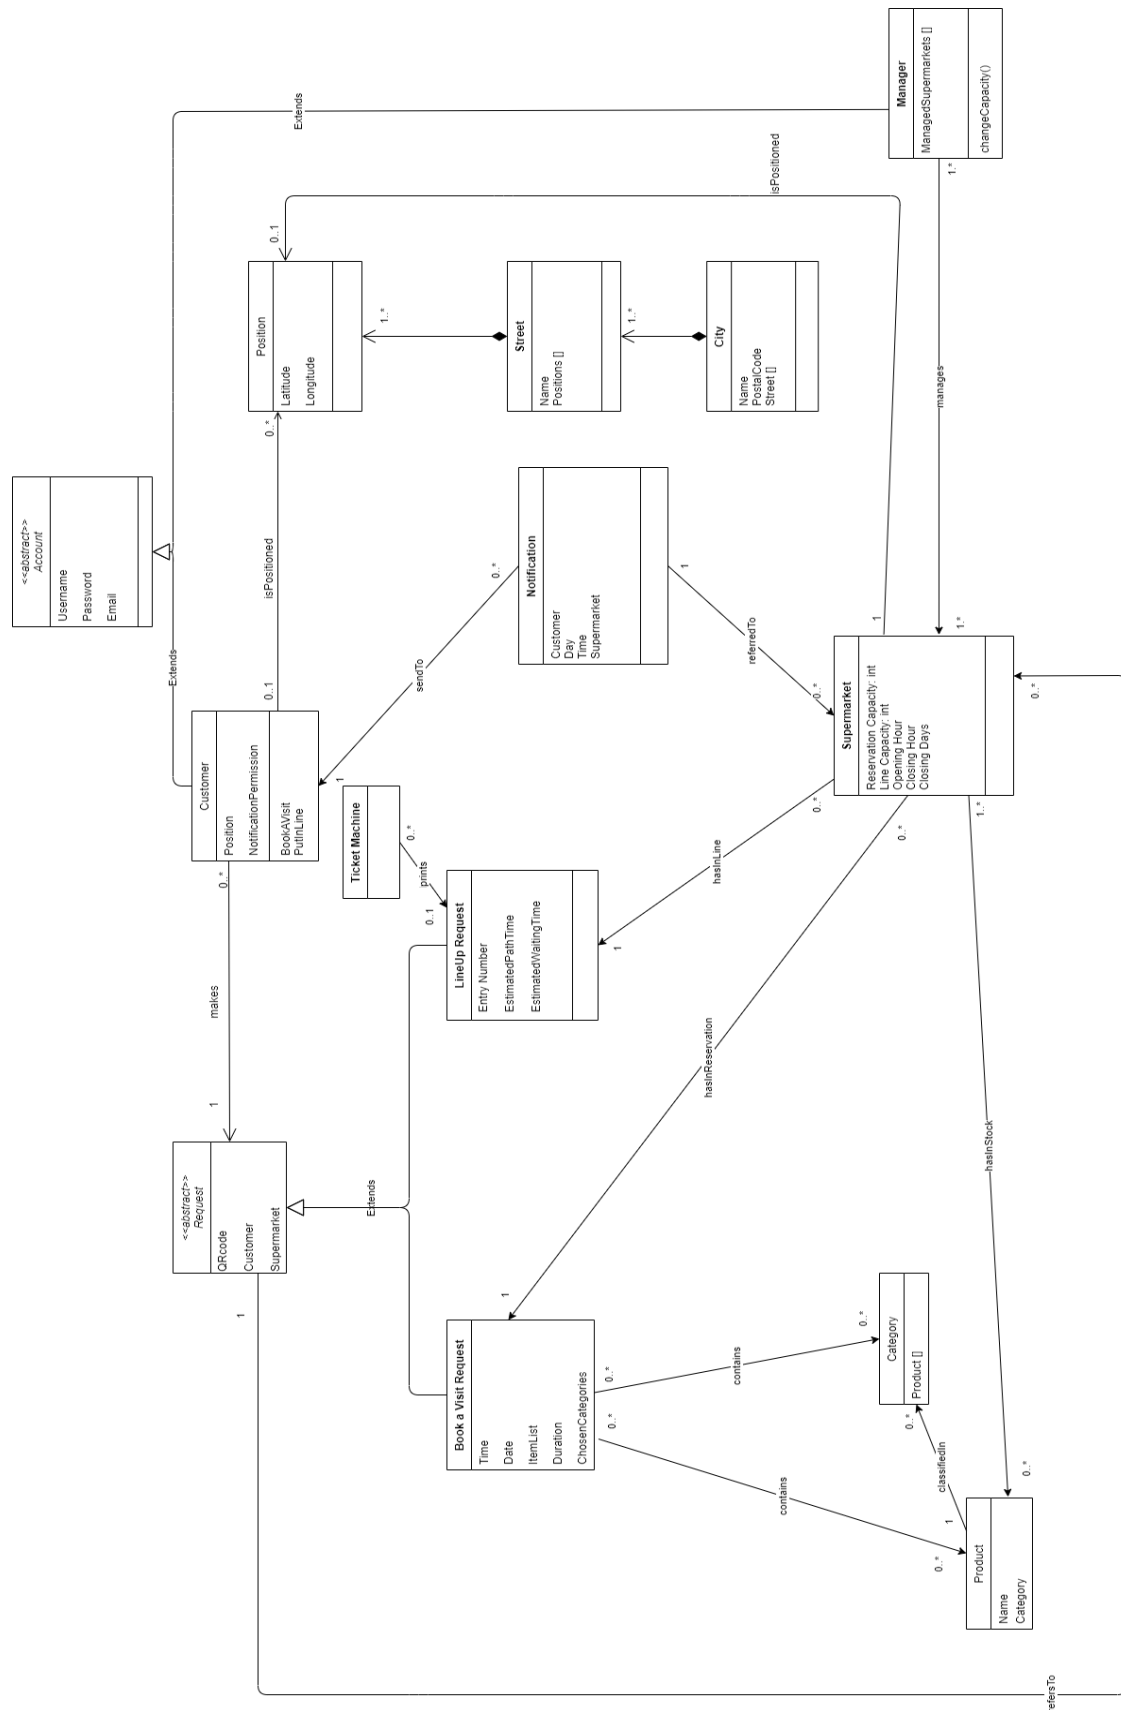 <<abstract>>
Account
Username
Password
Email
Extends
Extends
Manager
ManagedSupermarkets []
changeCapacity()
1.*
manages
1.*
Customer
Position
NotificationPermission
BookAVisit
PutInLine
0..1
isPositioned
0..*
Position
Latitude
Longitude
0..1
isPositioned
1
1..*
Street
Name
Positions []
1..*
City
Name
PostalCode
Street []
Notification
Customer
Day
Time
Supermarket
0..*
sendTo
1
1
referredTo
0..*
Ticket Machine
0..*
prints
0..1
LineUp Request
Entry Number
EstimatedPathTime
EstimatedWaitingTime
Supermarket
Reservation Capacity: int
Line Capacity: int
Opening Hour
Closing Hour
Closing Days
0..*
hasInLine
1
0..*
hasInReservation
1
1..*
hasInStock
0..*
0..*
0..*
makes
1
<<abstract>>
Request
QRcode
Customer
Supermarket
1
Extends
Book a Visit Request
Time
Date
ItemList
Duration
ChosenCategories
0..*
contains
0..*
0..*
contains
0..*
Category
Product []
0..*
classifiedIn
1
Product
Name
Category
efersTo